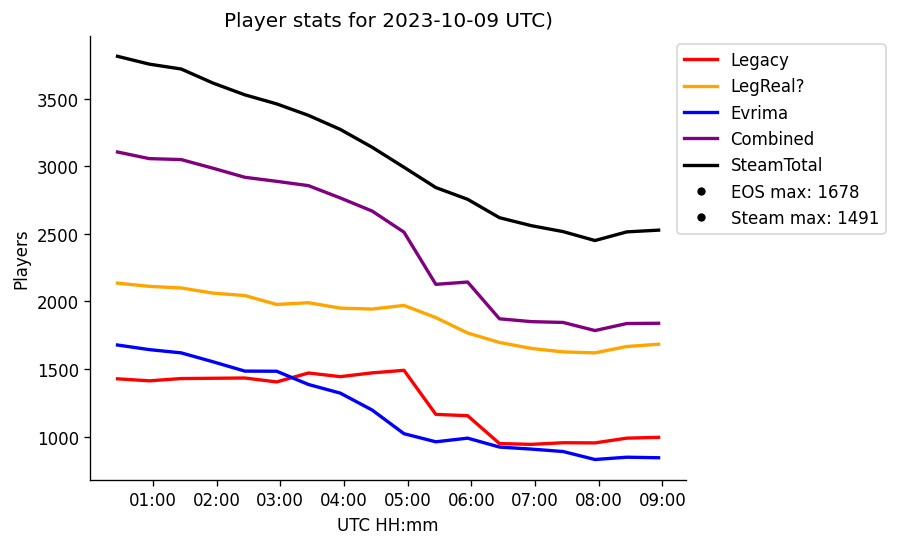 Player stats for 2023-10-09 UTC)
Legacy
LegReal?
Evrima
Combined
SteamTotal
EOS max: 1678
Steam max: 1491
Players
3500
3000
2500
2000
1500
1000
01:00 02:00 03:00 04:00 05:00 06:00 07:00 08:00 09:00
UTC HH:mm